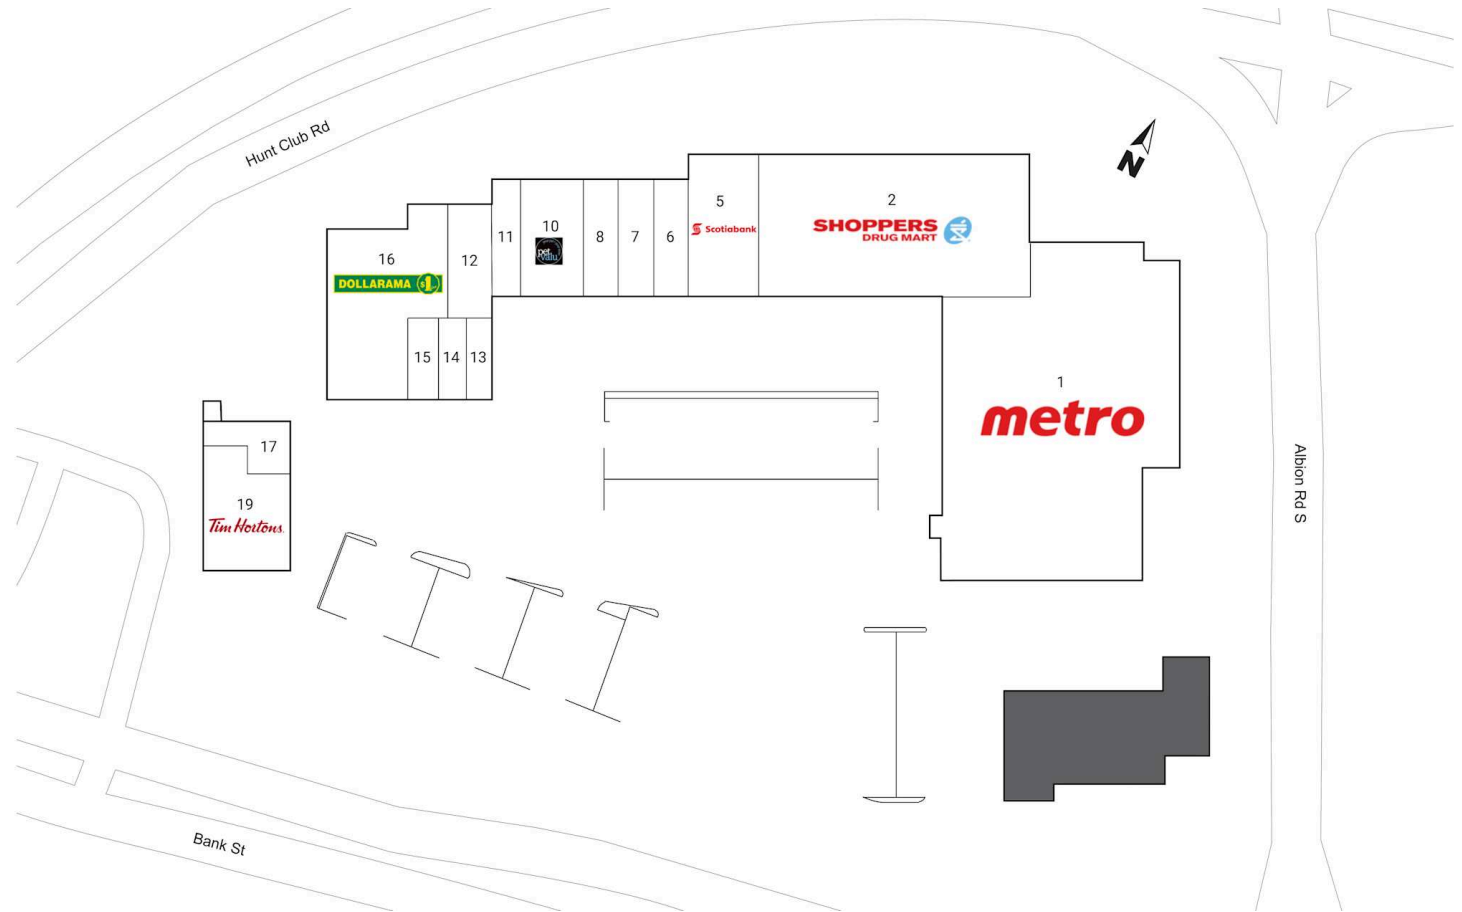 Hunt Club Rd
N
5
Scotiabank
2
SHOPPERS
DRUG MART
11
10
pet
valu
8
7
6
16
DOLLARAMA $1
12
15
14
13
1
metro
17
19
Tim Hortons.
Albion Rd S
Bank St